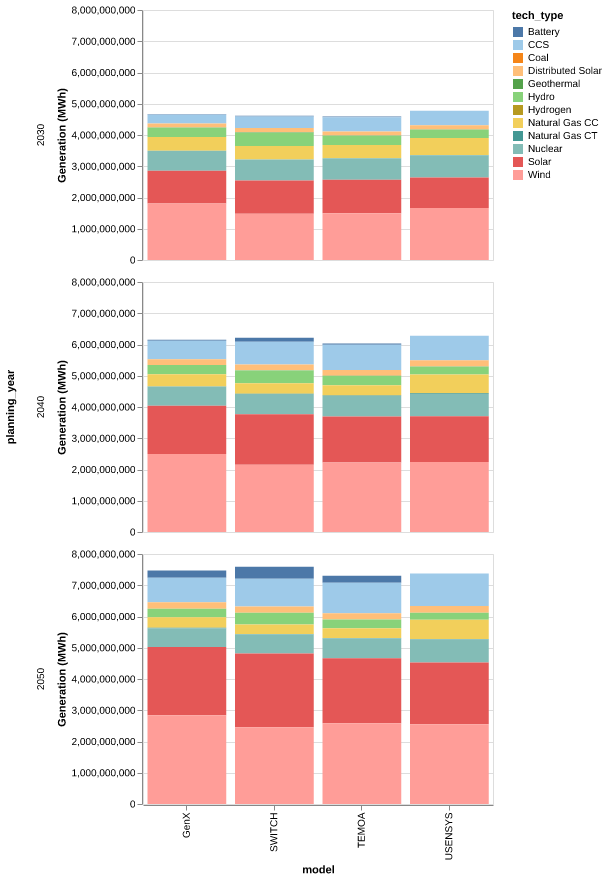 tech_type
Battery
CCS
Coal
Distributed Solar
Geothermal
Hydro
Hydrogen
Natural Gas CC
Natural Gas CT
Nuclear
Solar
Wind
planning_year
2030
Generation (MWh)
8,000,000,000
7,000,000,000
6,000,000,000
5,000,000,000
4,000,000,000
3,000,000,000
2,000,000,000
1,000,000,000
0
2040
Generation (MWh)
8,000,000,000
7,000,000,000
6,000,000,000
5,000,000,000
4,000,000,000
3,000,000,000
2,000,000,000
1,000,000,000
0
2050
Generation (MWh)
8,000,000,000
7,000,000,000
6,000,000,000
5,000,000,000
4,000,000,000
3,000,000,000
2,000,000,000
1,000,000,000
0
GenX
SWITCH
TEMOA
USENSYS
model